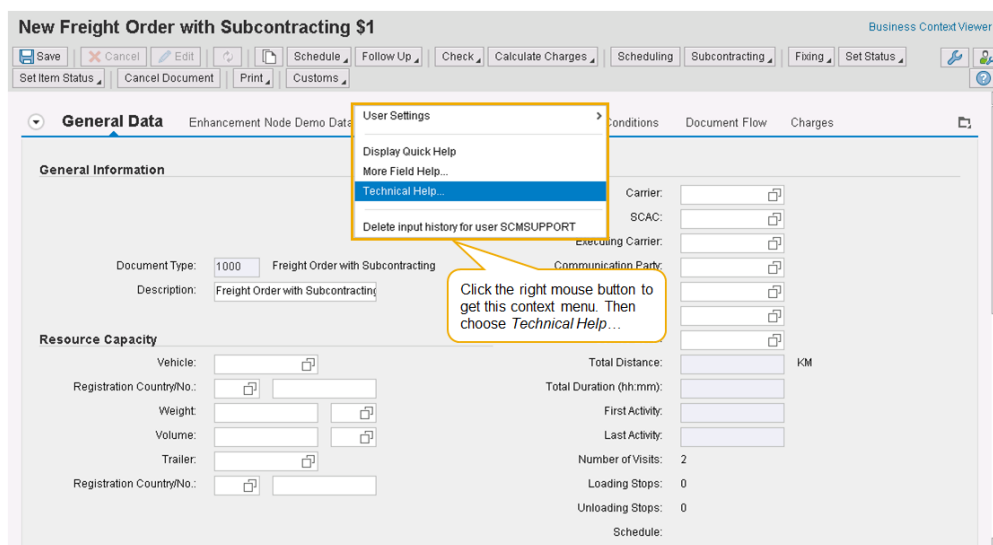 New Freight Order with Subcontracting $1
Business Context Viewer
Save Cancel Edit Schedule Follow Up Check Calculate Charges Scheduling Subcontracting Fixing Set Status
Set Item Status Cancel Document Print Customs
General Data Enhancement Node Demo Data Conditions Document Flow Charges
User Settings
Display Quick Help
More Field Help...
Technical Help...
Delete input history for user SCMSUPPORT
General Information
Carrier:
SCAC:
Executing Carrier:
Document Type: 1000 Freight Order with Subcontracting
Communication Party:
Description: Freight Order with Subcontracting
Click the right mouse button to
get this context menu. Then
choose Technical Help…
Resource Capacity
Vehicle:
Total Distance: KM
Registration Country/No.:
Total Duration (hh:mm):
Weight:
First Activity:
Volume:
Last Activity:
Trailer:
Number of Visits: 2
Registration Country/No.:
Loading Stops: 0
Unloading Stops: 0
Schedule: